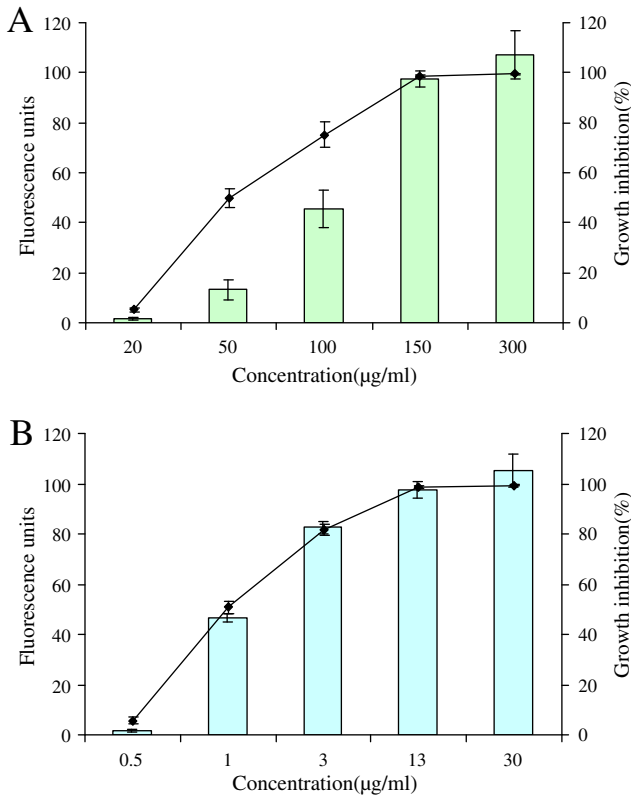 A
120 120
100 100
80 80
60 60
40 40
20 20
0 0
Fluorescence units
Growth inhibition(%)
20 50 100 150 300
Concentration(µg/ml)
B
120 120
100 100
80 80
60 60
40 40
20 20
0 0
Fluorescence units
Growth inhibition(%)
0.5 1 3 13 30
Concentration(µg/ml)